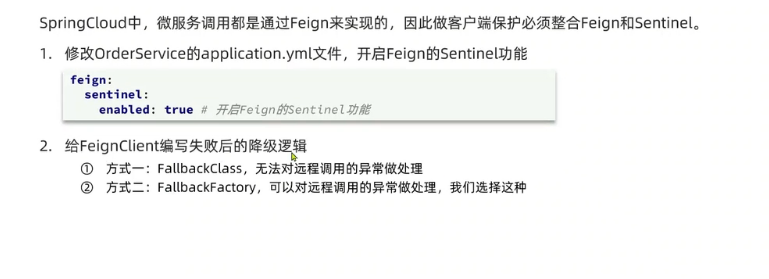 SpringCloud中，微服务调用都是通过Feign来实现的，因此做客户端保护必须整合Feign和Sentinel。
1. 修改OrderService的application.yml文件，开启Feign的Sentinel功能
feign:
  sentinel:
    enabled: true # 开启Feign的Sentinel功能
2. 给FeignClient编写失败后的降级逻辑
① 方式一：FallbackClass，无法对远程调用的异常做处理
② 方式二：FallbackFactory，可以对远程调用的异常做处理，我们选择这种